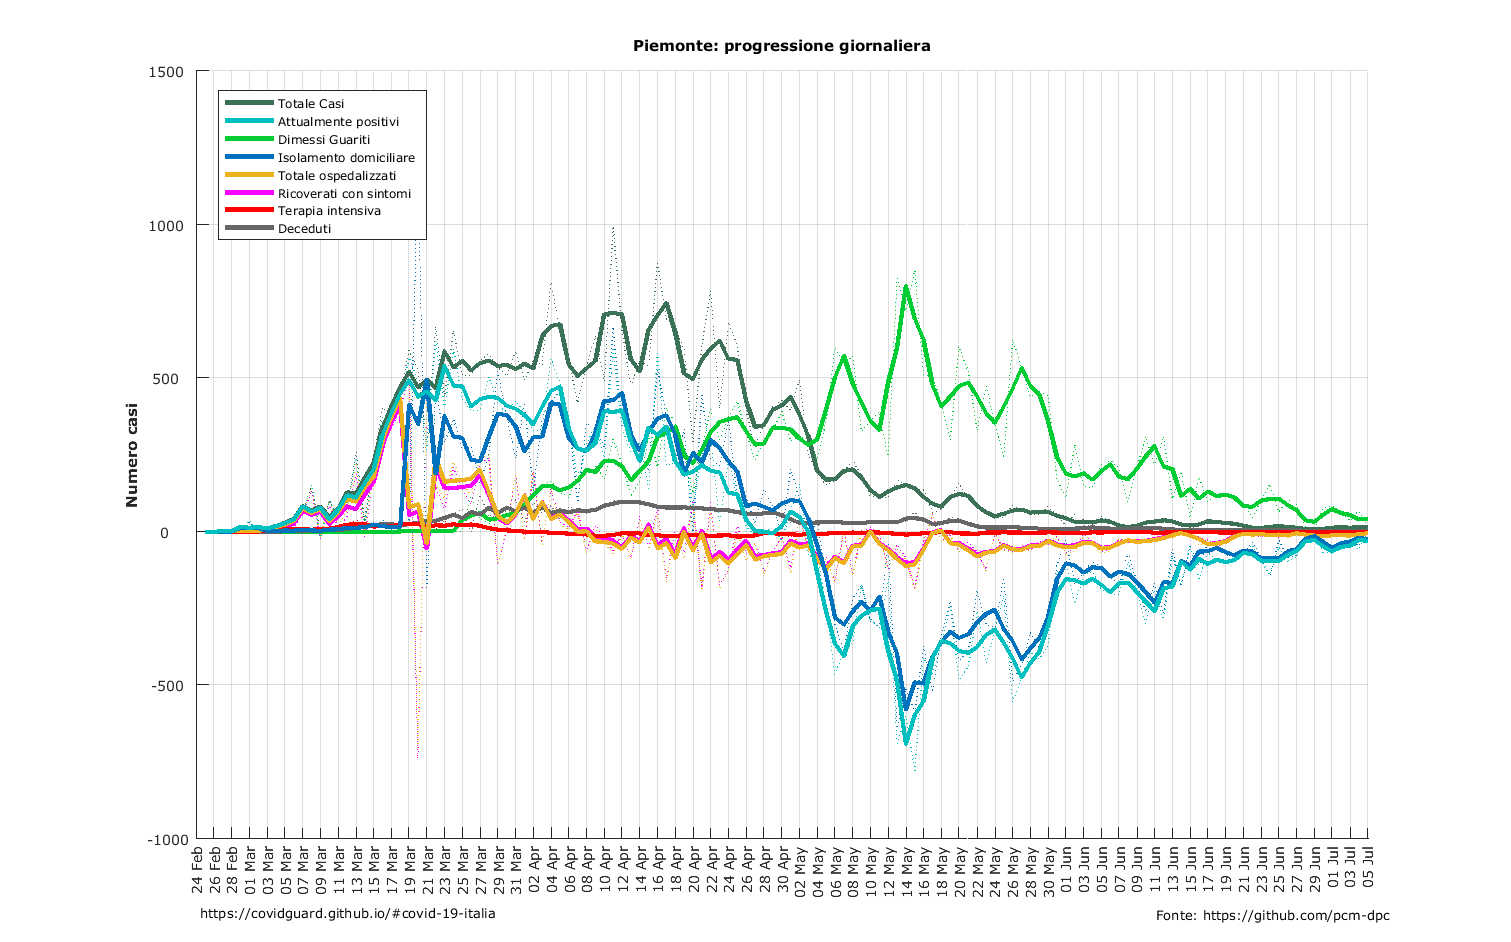 Piemonte: progressione giornaliera
1500
1000
500
0
-500
-1000
Numero casi
Totale Casi
Attualmente positivi
Dimessi Guariti
Isolamento domiciliare
Totale ospedalizzati
Ricoverati con sintomi
Terapia intensiva
Deceduti
24 Feb
26 Feb
28 Feb
01 Mar
03 Mar
05 Mar
07 Mar
09 Mar
11 Mar
13 Mar
15 Mar
17 Mar
19 Mar
21 Mar
23 Mar
25 Mar
27 Mar
29 Mar
31 Mar
02 Apr
04 Apr
06 Apr
08 Apr
10 Apr
12 Apr
14 Apr
16 Apr
18 Apr
20 Apr
22 Apr
24 Apr
26 Apr
28 Apr
30 Apr
02 May
04 May
06 May
08 May
10 May
12 May
14 May
16 May
18 May
20 May
22 May
24 May
26 May
28 May
30 May
01 Jun
03 Jun
05 Jun
07 Jun
09 Jun
11 Jun
13 Jun
15 Jun
17 Jun
19 Jun
21 Jun
23 Jun
25 Jun
27 Jun
29 Jun
01 Jul
03 Jul
05 Jul
https://covidguard.github.io/#covid-19-italia
Fonte: https://github.com/pcm-dpc